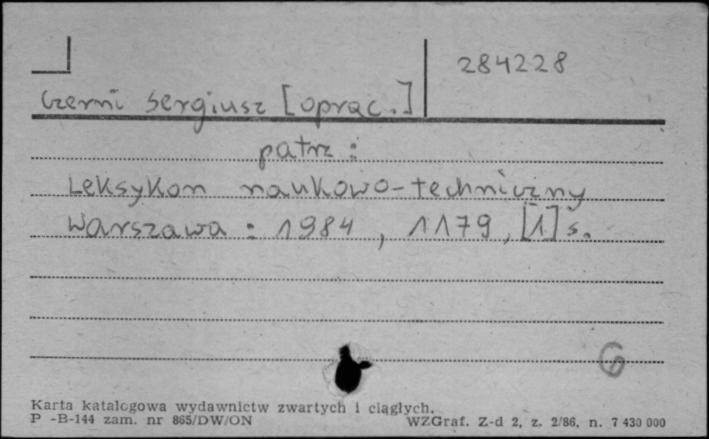 284228
Czerni Sergiusz [oprac.]
patrz:
Leksykon naukowo-techniczny
Warszawa : 1984, 1179, [1] s.
G
Karta katalogowa wydawnictw zwartych i ciągłych.
P -B-144 zam. nr 865/DW/ON WZGraf. Z-d 2, z. 2/86, n. 7 430 000